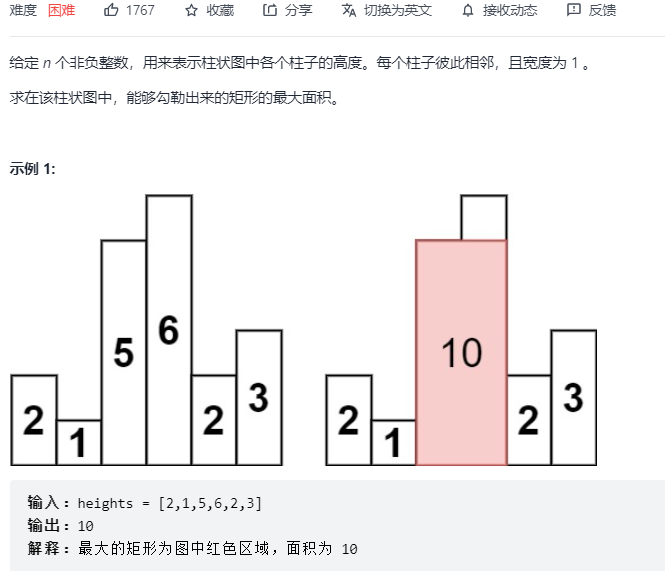 难度 困难 1767 收藏 分享 切换为英文 接收动态 反馈
给定 n 个非负整数，用来表示柱状图中各个柱子的高度。每个柱子彼此相邻，且宽度为 1 。
求在该柱状图中，能够勾勒出来的矩形的最大面积。
示例 1:
2 1 5 6 2 3
2 1 10 2 3
输入：heights = [2,1,5,6,2,3]
输出：10
解释：最大的矩形为图中红色区域，面积为 10